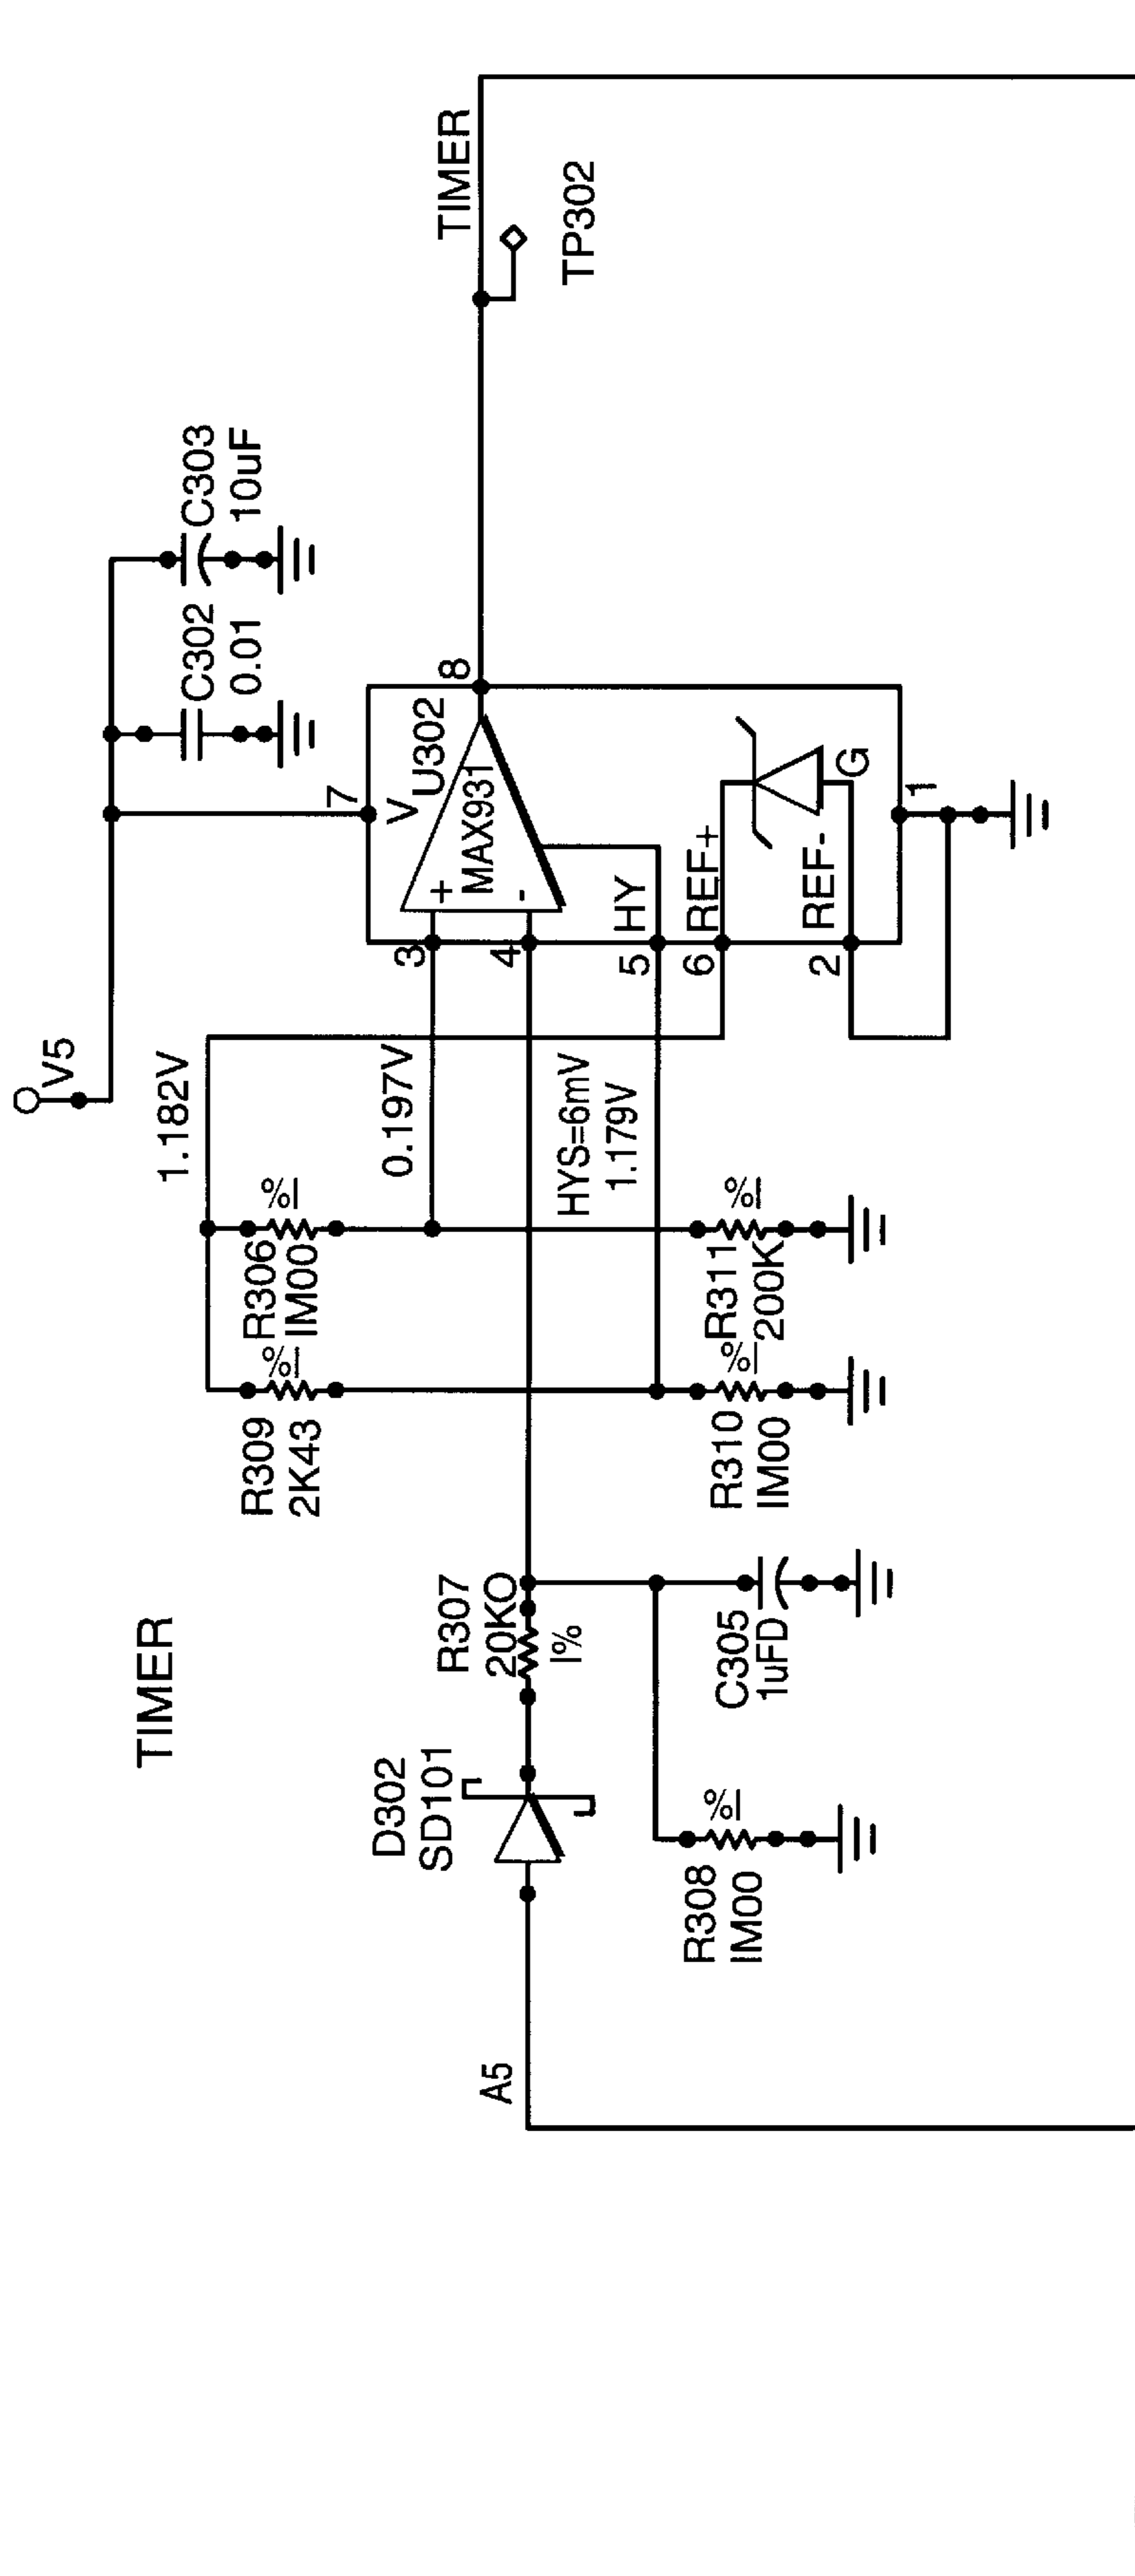 TIMER
V5
1.182V
R309
2K43
%I
R306
IM00
%I
0.197V
HYS=6mV
1.179V
C302
0.01
C303
10uF
7
V
U302
MAX931
+
-
3
4
5
6
2
8
1
HY
REF+
REF-
G
TIMER
TP302
A5
D302
SD101
R307
20KO
I%
R308
IM00
%I
C305
1uFD
R310
IM00
%I
R311
200K
%I